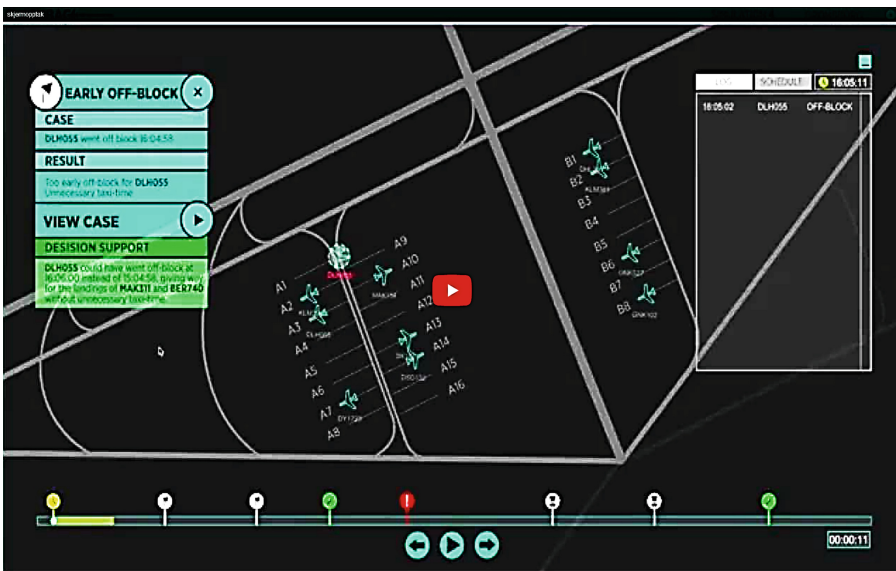 skjermopptak
EARLY OFF-BLOCK
CASE
DLH055 went off block 16:04:58
RESULT
Too early off-block for DLH055
Unnecessary taxi-time
VIEW CASE
DESISION SUPPORT
DLH055 could have went off-block at
16:06:00 instead of 15:04:58, giving way
for the landings of MAK311 and BER740
without unnecessary taxi-time.
LOG
SCHEDULE
16:05:11
16:05:02 DLH055 OFF-BLOCK
B1
B2
B3
B4
B5
B6
B7
B8
A9
A10
A11
A12
A13
A14
A15
A16
A1
A2
A3
A4
A5
A6
A7
A8
00:00:11